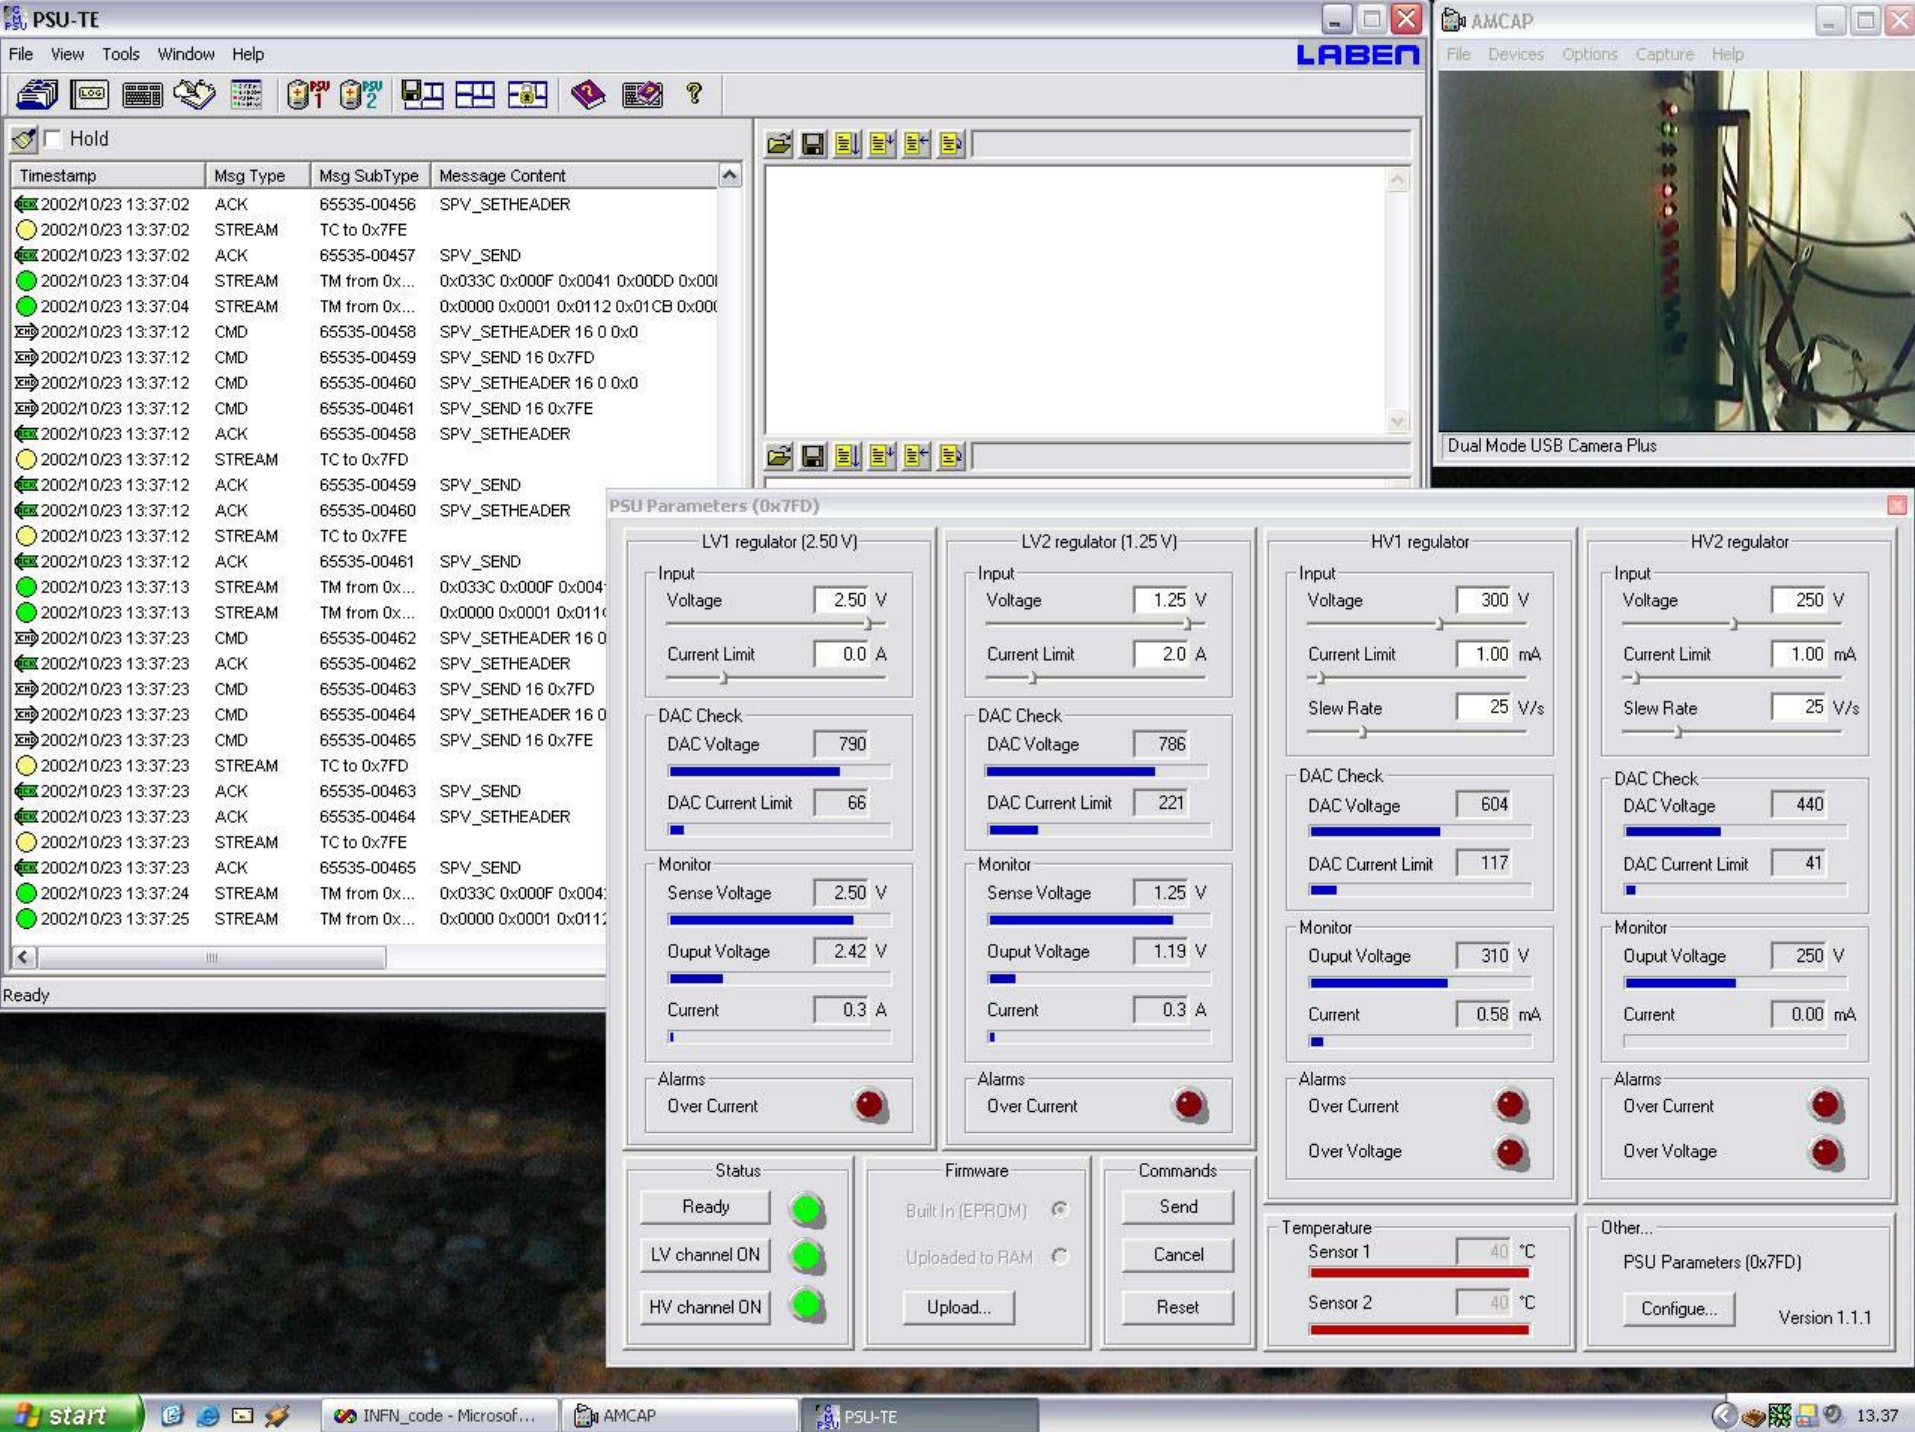 PSU-TE
File View Tools Window Help
LABEN
Hold
Timestamp Msg Type Msg SubType Message Content
2002/10/23 13:37:02 ACK 65535-00456 SPV_SETHEADER
2002/10/23 13:37:02 STREAM TC to 0x7FE
2002/10/23 13:37:02 ACK 65535-00457 SPV_SEND
2002/10/23 13:37:04 STREAM TM from 0x... 0x033C 0x000F 0x0041 0x00DD
2002/10/23 13:37:04 STREAM TM from 0x... 0x0000 0x0001 0x0112 0x01CB
2002/10/23 13:37:12 CMD 65535-00458 SPV_SETHEADER 16 0 0x0
2002/10/23 13:37:12 CMD 65535-00459 SPV_SEND 16 0x7FD
2002/10/23 13:37:12 CMD 65535-00460 SPV_SETHEADER 16 0 0x0
2002/10/23 13:37:12 CMD 65535-00461 SPV_SEND 16 0x7FE
2002/10/23 13:37:12 ACK 65535-00458 SPV_SETHEADER
2002/10/23 13:37:12 STREAM TC to 0x7FD
2002/10/23 13:37:12 ACK 65535-00459 SPV_SEND
2002/10/23 13:37:12 ACK 65535-00460 SPV_SETHEADER
2002/10/23 13:37:12 STREAM TC to 0x7FE
2002/10/23 13:37:12 ACK 65535-00461 SPV_SEND
2002/10/23 13:37:13 STREAM TM from 0x... 0x033C 0x000F
2002/10/23 13:37:13 STREAM TM from 0x... 0x0000 0x0001
2002/10/23 13:37:23 CMD 65535-00462 SPV_SETHEADER 16 0
2002/10/23 13:37:23 ACK 65535-00462 SPV_SETHEADER
2002/10/23 13:37:23 CMD 65535-00463 SPV_SEND 16 0x7FD
2002/10/23 13:37:23 CMD 65535-00464 SPV_SETHEADER 16 0
2002/10/23 13:37:23 CMD 65535-00465 SPV_SEND 16 0x7FE
2002/10/23 13:37:23 STREAM TC to 0x7FD
2002/10/23 13:37:23 ACK 65535-00463 SPV_SEND
2002/10/23 13:37:23 ACK 65535-00464 SPV_SETHEADER
2002/10/23 13:37:23 STREAM TC to 0x7FE
2002/10/23 13:37:23 ACK 65535-00465 SPV_SEND
2002/10/23 13:37:24 STREAM TM from 0x... 0x033C 0x000F
2002/10/23 13:37:25 STREAM TM from 0x... 0x0000 0x0001 0x0112
Ready
AMCAP
File Devices Options Capture Help
Dual Mode USB Camera Plus
PSU Parameters (0x7FD)
LV1 regulator (2.50 V)
Input
Voltage 2.50 V
Current Limit 0.0 A
DAC Check
DAC Voltage 790
DAC Current Limit 66
Monitor
Sense Voltage 2.50 V
Ouput Voltage 2.42 V
Current 0.3 A
Alarms
Over Current
LV2 regulator (1.25 V)
Input
Voltage 1.25 V
Current Limit 2.0 A
DAC Check
DAC Voltage 786
DAC Current Limit 221
Monitor
Sense Voltage 1.25 V
Ouput Voltage 1.19 V
Current 0.3 A
Alarms
Over Current
HV1 regulator
Input
Voltage 300 V
Current Limit 1.00 mA
Slew Rate 25 V/s
DAC Check
DAC Voltage 604
DAC Current Limit 117
Monitor
Ouput Voltage 310 V
Current 0.58 mA
Alarms
Over Current
Over Voltage
HV2 regulator
Input
Voltage 250 V
Current Limit 1.00 mA
Slew Rate 25 V/s
DAC Check
DAC Voltage 440
DAC Current Limit 41
Monitor
Ouput Voltage 250 V
Current 0.00 mA
Alarms
Over Current
Over Voltage
Status
Ready
LV channel ON
HV channel ON
Firmware
Built In (EPROM)
Uploaded to RAM
Upload...
Commands
Send
Cancel
Reset
Temperature
Sensor 1 40 °C
Sensor 2 40 °C
Other...
PSU Parameters (0x7FD)
Configue...
Version 1.1.1
start
INFN_code - Microsof...
AMCAP
PSU-TE
13.37